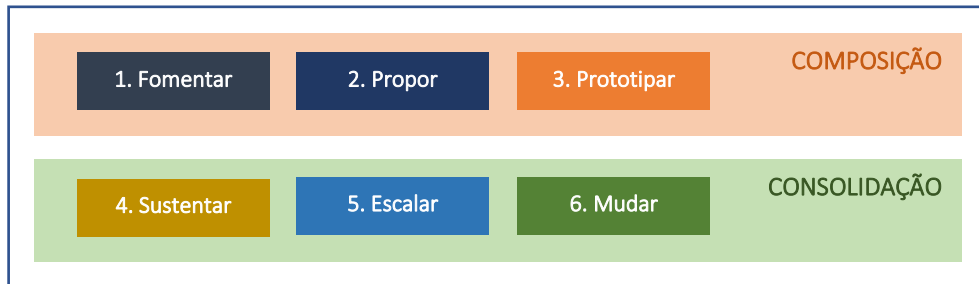 COMPOSIÇÃO
1. Fomentar
2. Propor
3. Prototipar
CONSOLIDAÇÃO
4. Sustentar
5. Escalar
6. Mudar